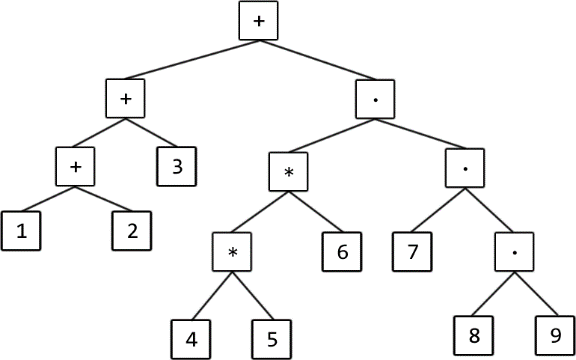 +
+ ·
+ 3 * ·
1 2 * 6 7 ·
4 5 8 9